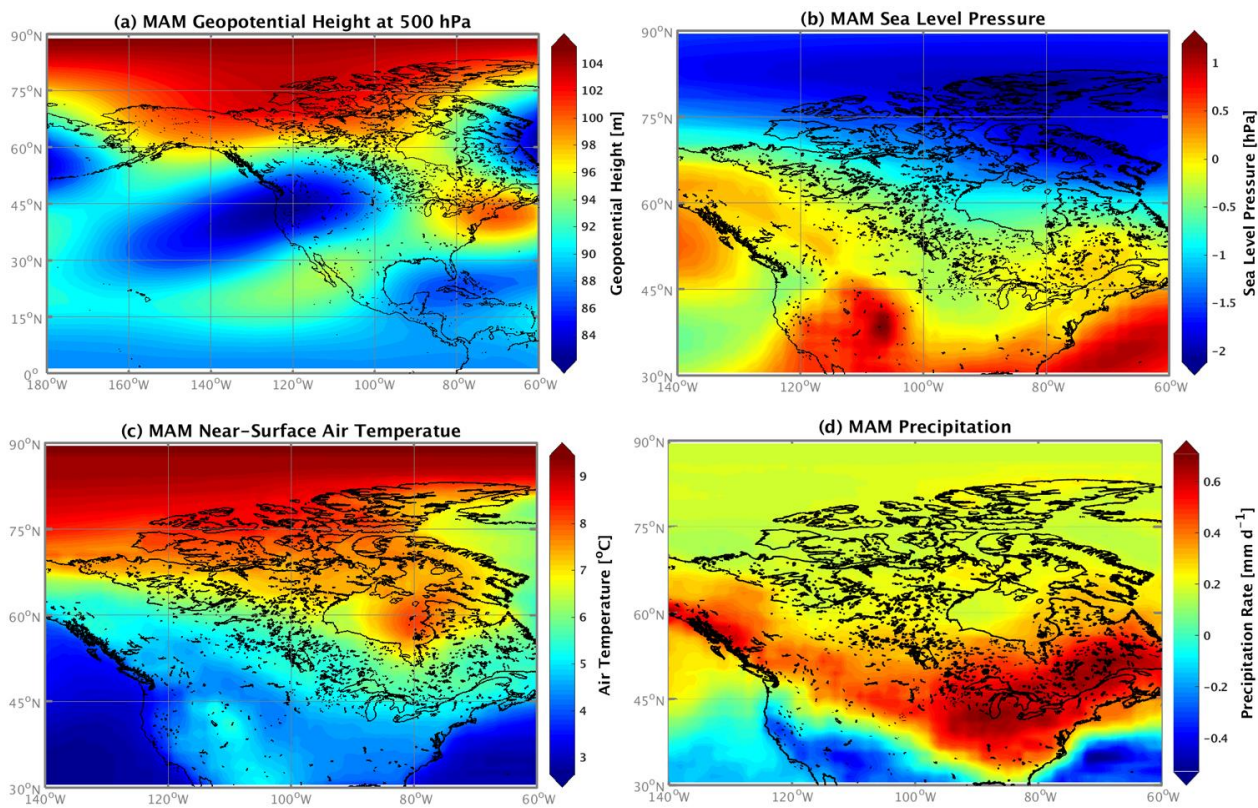 (a) MAM Geopotential Height at 500 hPa
90°N
75°N
60°N
45°N
30°N
15°N
0°
180°W
160°W
140°W
120°W
100°W
80°W
60°W
104
102
100
98
96
94
92
90
88
86
84
Geopotential Height [m]
(b) MAM Sea Level Pressure
90°N
75°N
60°N
45°N
30°N
140°W
120°W
100°W
80°W
60°W
1
0.5
0
-0.5
-1
-1.5
-2
Sea Level Pressure [hPa]
(c) MAM Near-Surface Air Temperatue
90°N
75°N
60°N
45°N
30°N
140°W
120°W
100°W
80°W
60°W
9
8
7
6
5
4
3
Air Temperature [°C]
(d) MAM Precipitation
90°N
75°N
60°N
45°N
30°N
140°W
120°W
100°W
80°W
60°W
0.6
0.4
0.2
0
-0.2
-0.4
Precipitation Rate [mm d⁻¹]